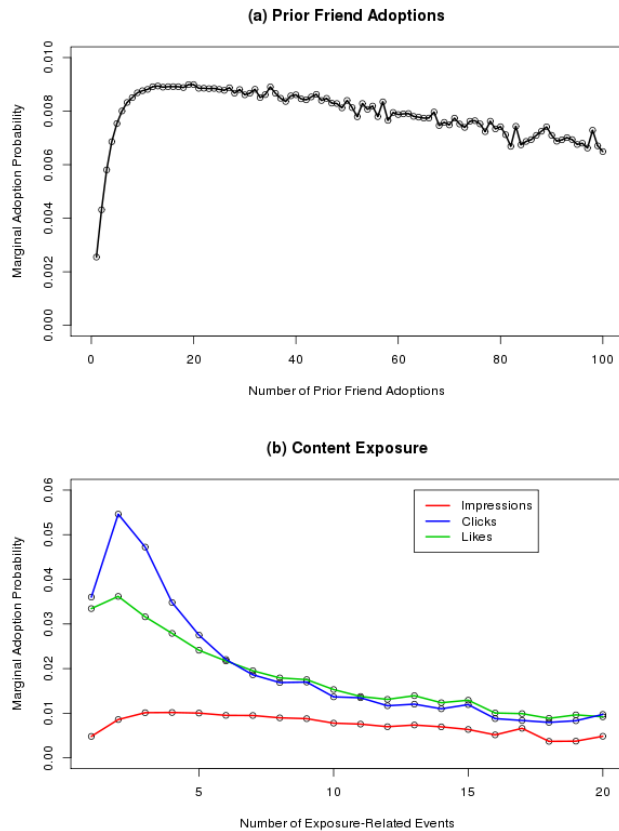 (a) Prior Friend Adoptions
Marginal Adoption Probability
0.010
0.008
0.006
0.004
0.002
0.000
0 20 40 60 80 100
Number of Prior Friend Adoptions
(b) Content Exposure
Marginal Adoption Probability
0.06
0.05
0.04
0.03
0.02
0.01
0.00
Impressions
Clicks
Likes
5 10 15 20
Number of Exposure-Related Events